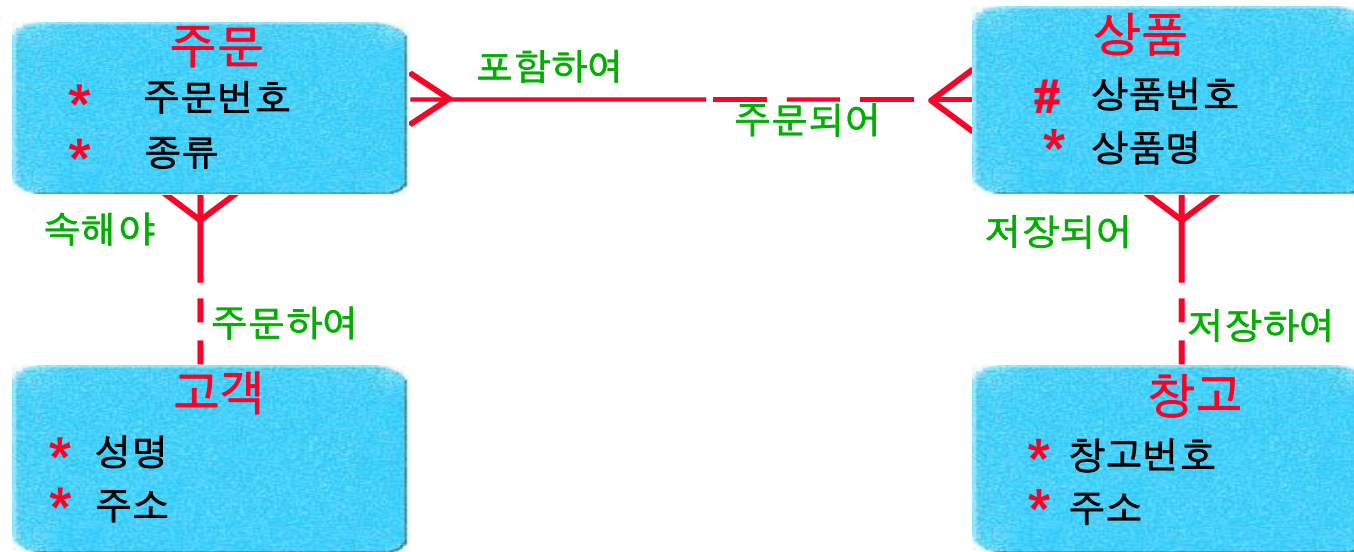 주문
* 주문번호
* 종류
포함하여
주문되어
상품
# 상품번호
* 상품명
속해야
주문하여
저장되어
저장하여
고객
* 성명
* 주소
창고
* 창고번호
* 주소